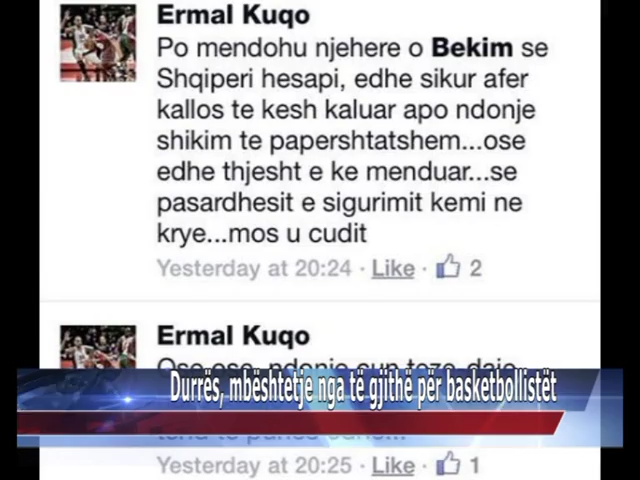 Ermal Kuqo
Po mendohu njehere o Bekim se
Shqiperi hesapi, edhe sikur afer
kallos te kesh kaluar apo ndonje
shikim te papershtatshem...ose
edhe thjesht e ke menduar...se
pasardhesit e sigurimit kemi ne
krye...mos u cudit
Yesterday at 20:24 · Like · 2
Ermal Kuqo
Durrës, mbështetje nga të gjithë për basketbollistët
Yesterday at 20:25 · Like · 1